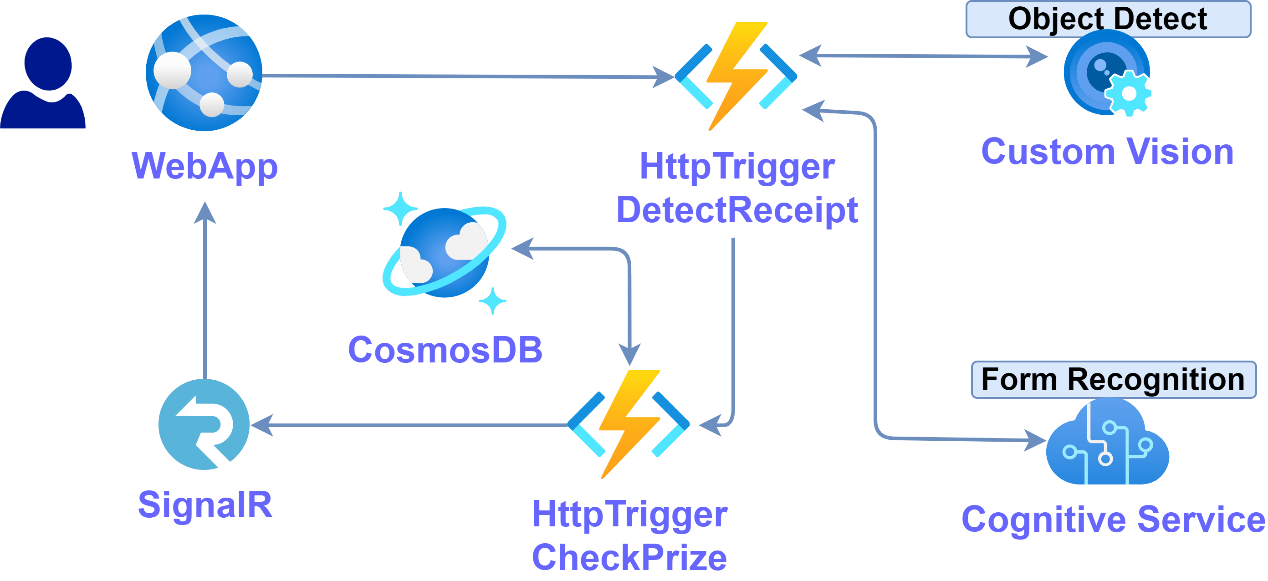 Object Detect
WebApp
HttpTrigger
DetectReceipt
Custom Vision
CosmosDB
Form Recognition
SignalR
HttpTrigger
CheckPrize
Cognitive Service